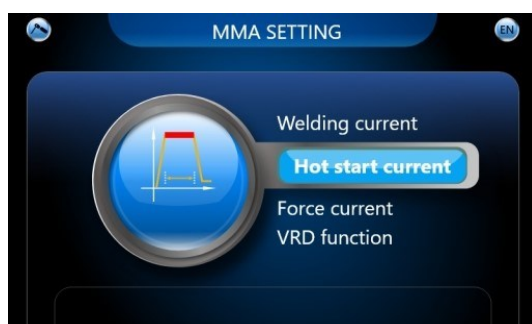 MMA SETTING
EN
Welding current
Hot start current
Force current
VRD function